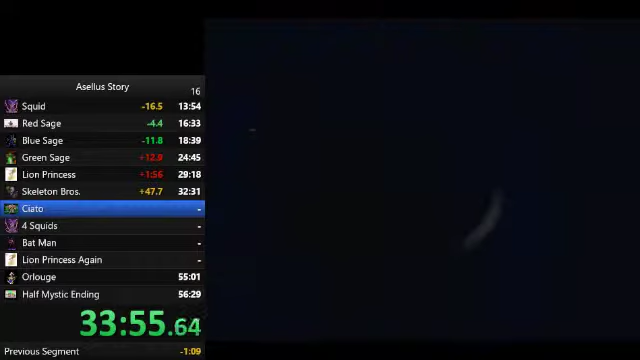 Asellus Story
16
Squid -16.5 13:54
Red Sage -4.4 16:33
Blue Sage -11.8 18:39
Green Sage +12.9 24:45
Lion Princess +1:56 29:18
Skeleton Bros. +47.7 32:31
Ciato -
4 Squids -
Bat Man -
Lion Princess Again -
Orlouge 55:01
Half Mystic Ending 56:29
33:55.64
Previous Segment -1:09